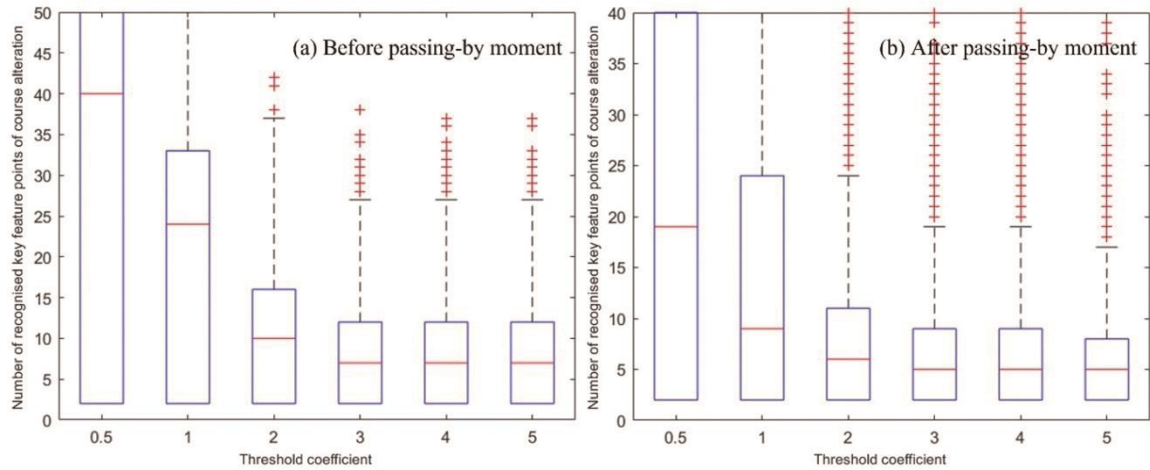 (a) Before passing-by moment
Number of recognised key feature points of course alteration
50
45
40
35
30
25
20
15
10
5
0
0.5 1 2 3 4 5
Threshold coefficient
(b) After passing-by moment
Number of recognised key feature points of course alteration
40
35
30
25
20
15
10
5
0
0.5 1 2 3 4 5
Threshold coefficient